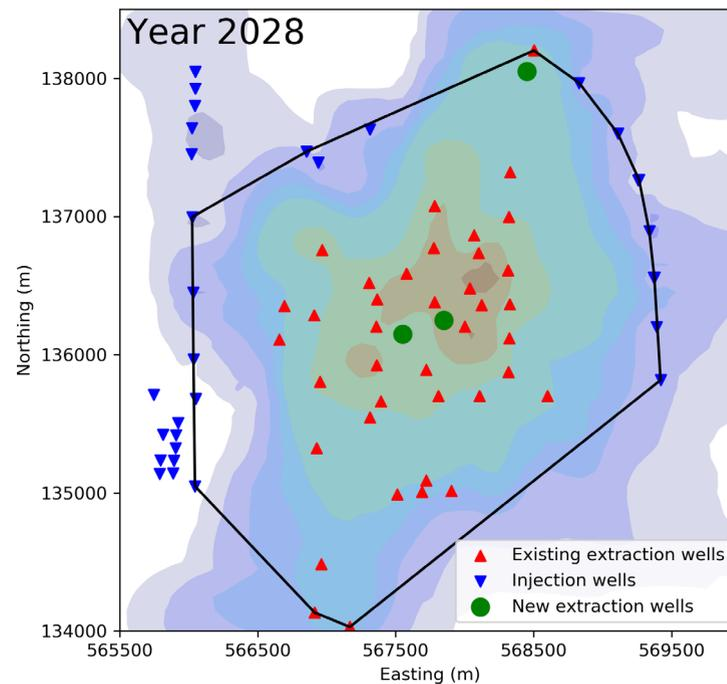 Year 2028
138000
137000
136000
135000
134000
Northing (m)
565500 566500 567500 568500 569500
Easting (m)
Existing extraction wells
Injection wells
New extraction wells